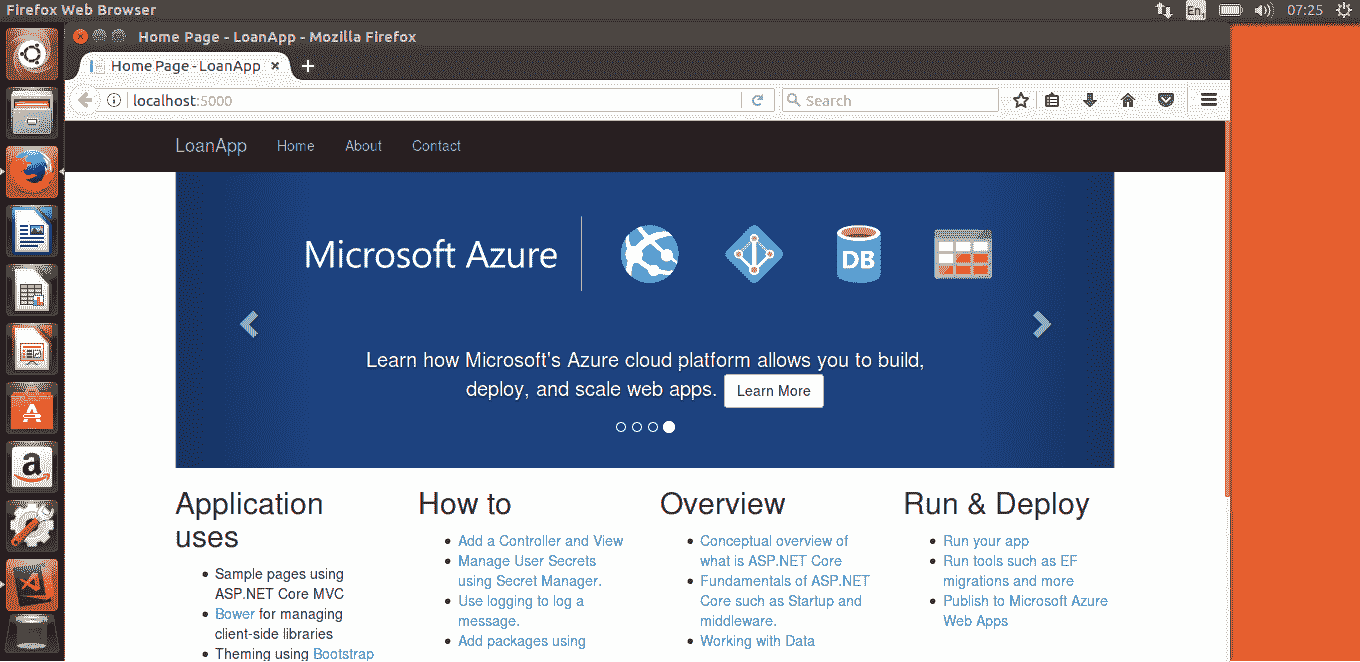 Firefox Web Browser
En
07:25
Home Page - LoanApp - Mozilla Firefox
Home Page - LoanApp
localhost:5000
Search
LoanApp Home About Contact
Microsoft Azure
DB
Learn how Microsoft's Azure cloud platform allows you to build,
deploy, and scale web apps. Learn More
Application
uses
Sample pages using
ASP.NET Core MVC
Bower for managing
client-side libraries
Theming using Bootstrap
How to
Add a Controller and View
Manage User Secrets
using Secret Manager.
Use logging to log a
message.
Add packages using
Overview
Conceptual overview of
what is ASP.NET Core
Fundamentals of ASP.NET
Core such as Startup and
middleware.
Working with Data
Run & Deploy
Run your app
Run tools such as EF
migrations and more
Publish to Microsoft Azure
Web Apps
A
a